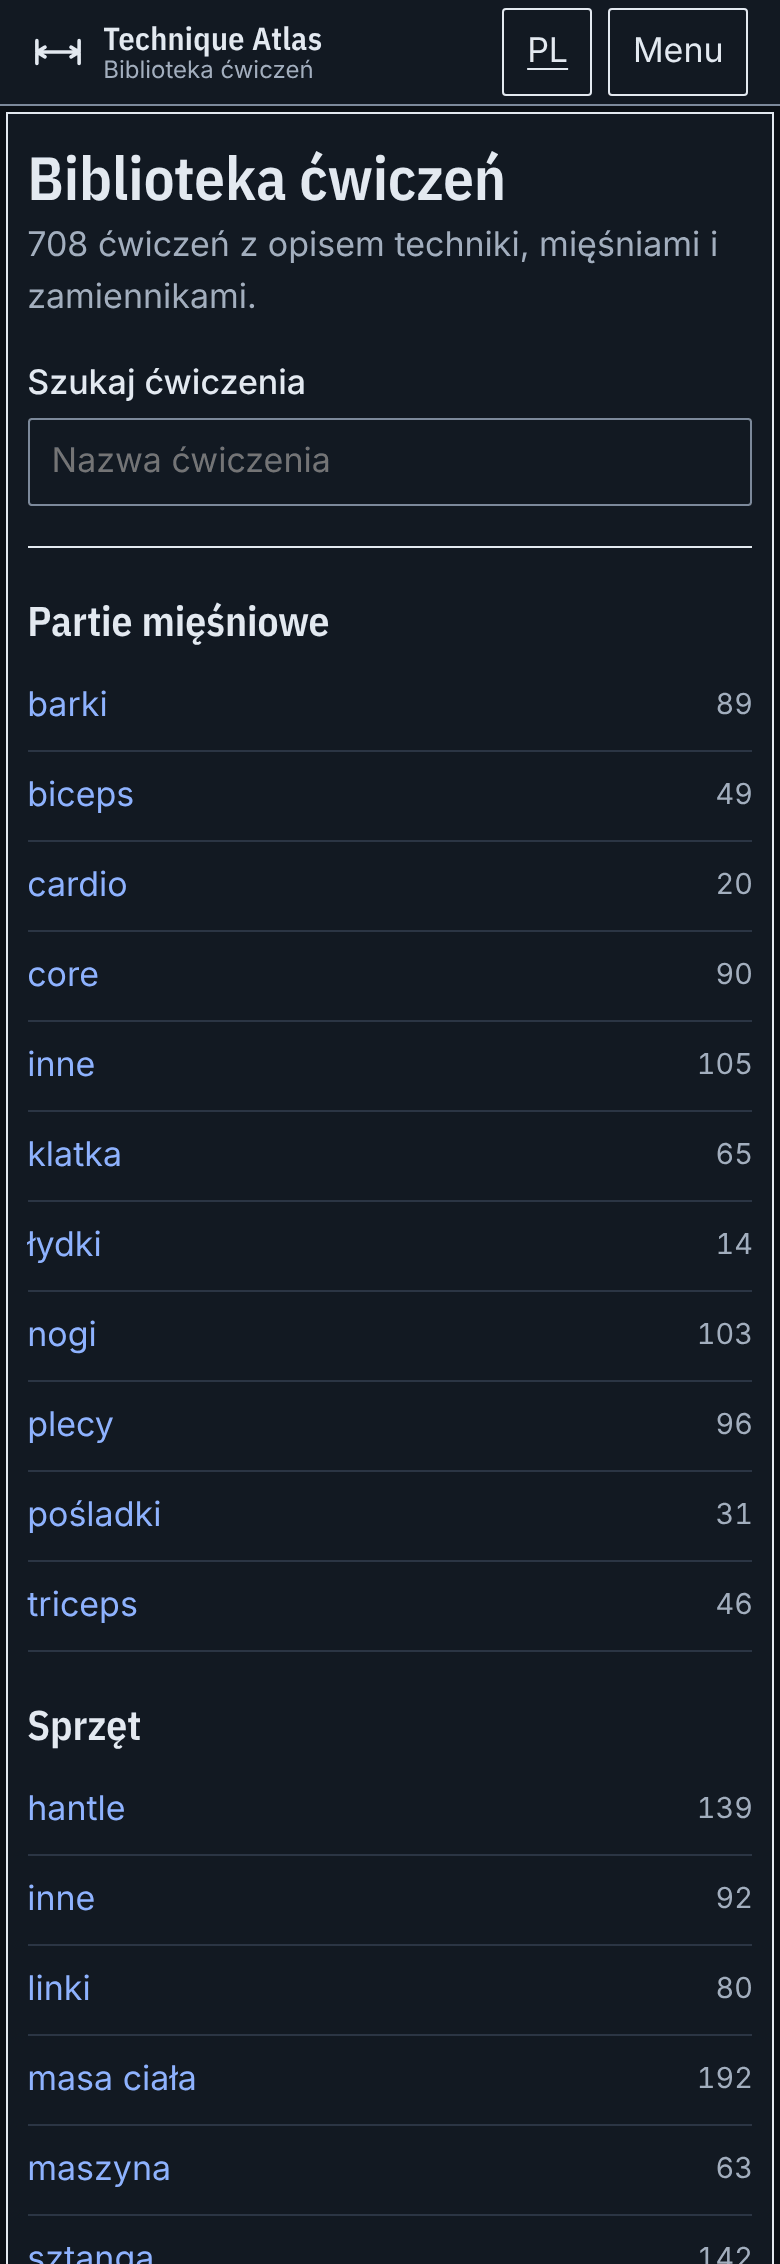 Technique Atlas
Biblioteka ćwiczeń
PL
Menu
Biblioteka ćwiczeń
708 ćwiczeń z opisem techniki, mięśniami i
zamiennikami.
Szukaj ćwiczenia
Nazwa ćwiczenia
Partie mięśniowe
barki 89
biceps 49
cardio 20
core 90
inne 105
klatka 65
łydki 14
nogi 103
plecy 96
pośladki 31
triceps 46
Sprzęt
hantle 139
inne 92
linki 80
masa ciała 192
maszyna 63
sztanga 142